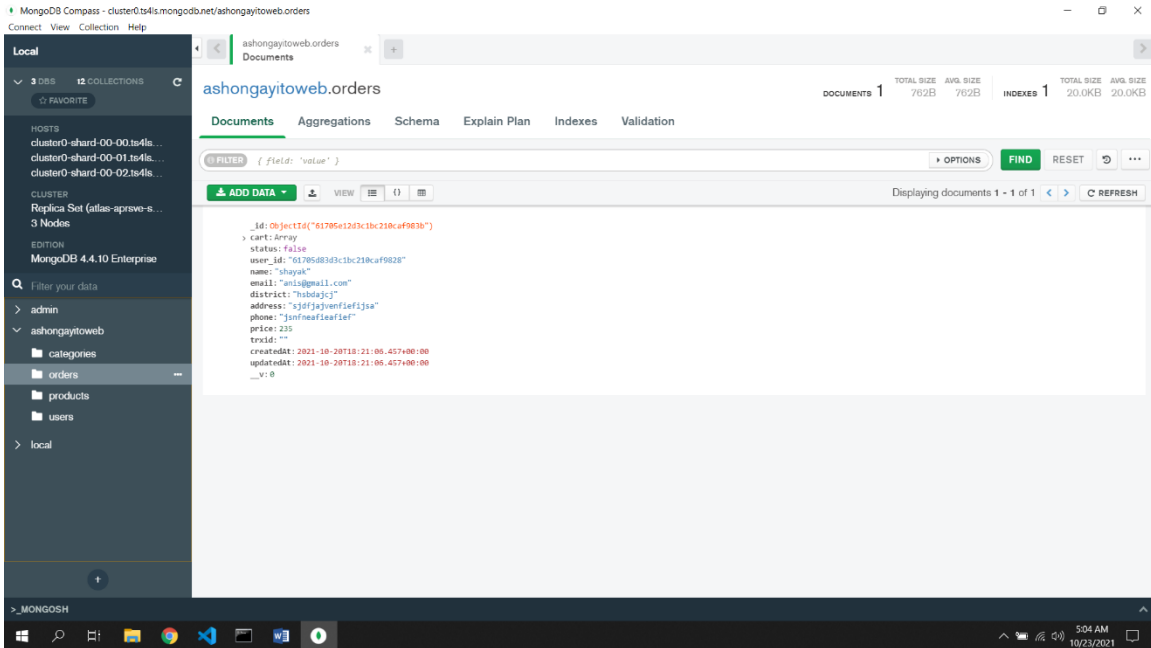 MongoDB Compass - cluster0.ts4ls.mongodb.net/ashongayitoweb.orders
Connect View Collection Help
Local
3 DBS 12 COLLECTIONS
FAVORITE
HOSTS
cluster0-shard-00-00.ts4ls...
cluster0-shard-00-01.ts4ls....
cluster0-shard-00-02.ts4ls...
CLUSTER
Replica Set (atlas-aprsve-s...
3 Nodes
EDITION
MongoDB 4.4.10 Enterprise
Filter your data
admin
ashongayitoweb
categories
orders
products
users
local
ashongayitoweb.orders
Documents
ashongayitoweb.orders
DOCUMENTS 1 TOTAL SIZE 762B AVG. SIZE 762B INDEXES 1 TOTAL SIZE 20.0KB AVG. SIZE 20.0KB
Documents Aggregations Schema Explain Plan Indexes Validation
FILTER { field: 'value' } OPTIONS FIND RESET
ADD DATA VIEW {} Displaying documents 1 - 1 of 1 REFRESH
_id: ObjectId("61705e12d3c1bc210caf983b")
cart: Array
status: false
user_id: "61705d83d3c1bc210caf9828"
name: "shayak"
email: "anis@gmail.com"
district: "hsbdajcj"
address: "sjdfjajvenfiefijsa"
phone: "jsnfneafieafief"
price: 235
trxid: ""
createdAt: 2021-10-20T18:21:06.457+00:00
updatedAt: 2021-10-20T18:21:06.457+00:00
__v: 0
>_MONGOSH
5:04 AM
10/23/2021